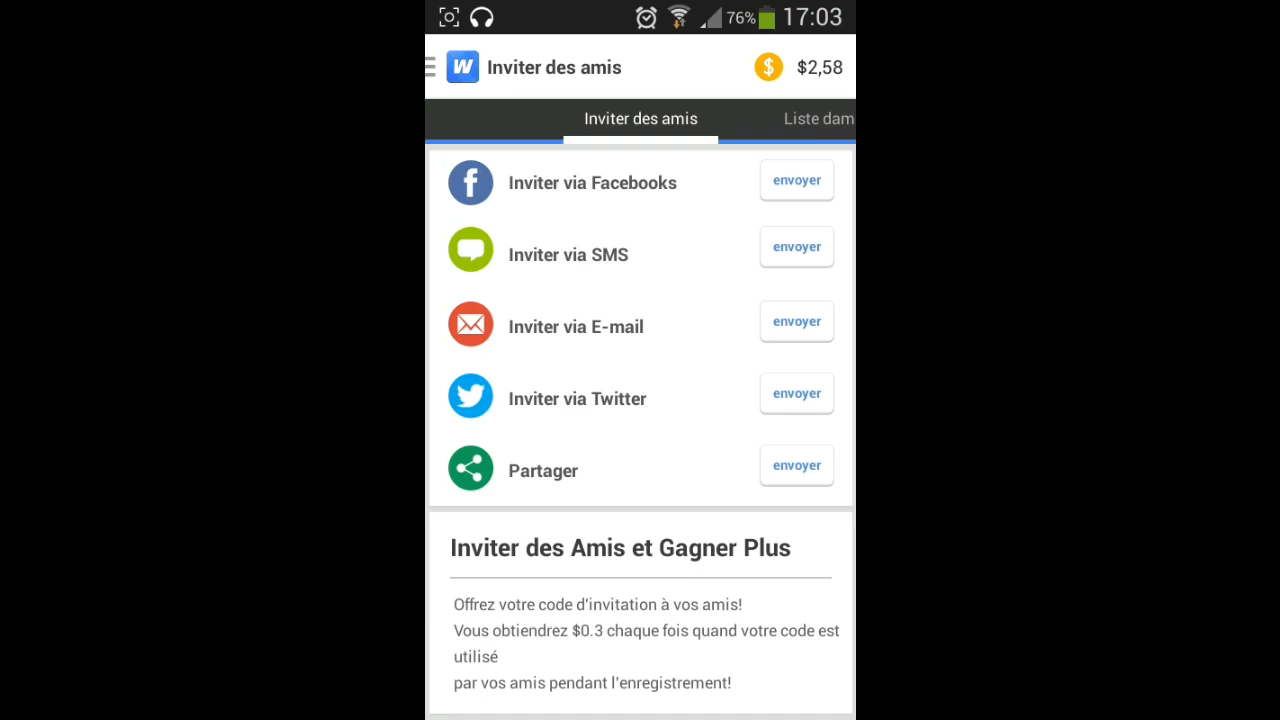 76% 17:03
W Inviter des amis $ $2,58
Inviter des amis Liste dam
f Inviter via Facebooks envoyer
Inviter via SMS envoyer
Inviter via E-mail envoyer
Inviter via Twitter envoyer
Partager envoyer
Inviter des Amis et Gagner Plus
Offrez votre code d'invitation à vos amis!
Vous obtiendrez $0.3 chaque fois quand votre code est
utilisé
par vos amis pendant l'enregistrement!